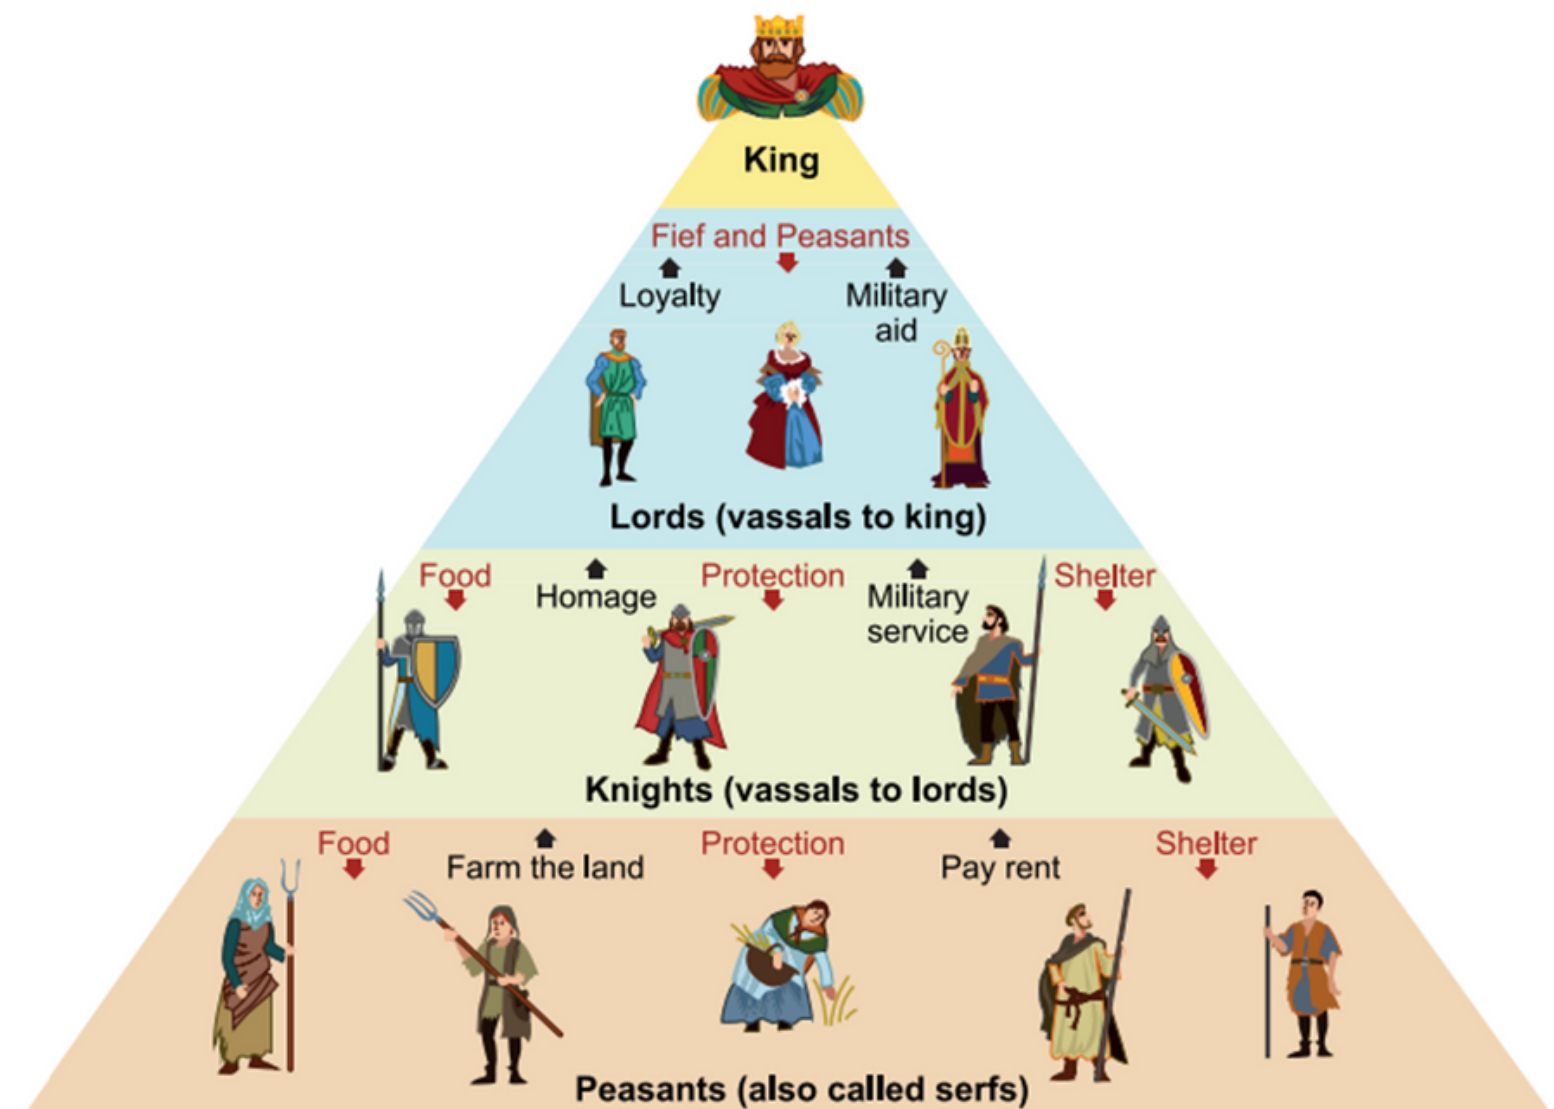 King
Fief and Peasants
Loyalty
Military
aid
Lords (vassals to king)
Food
Homage
Protection
Military
service
Shelter
Knights (vassals to lords)
Food
Farm the land
Protection
Pay rent
Shelter
Peasants (also called serfs)